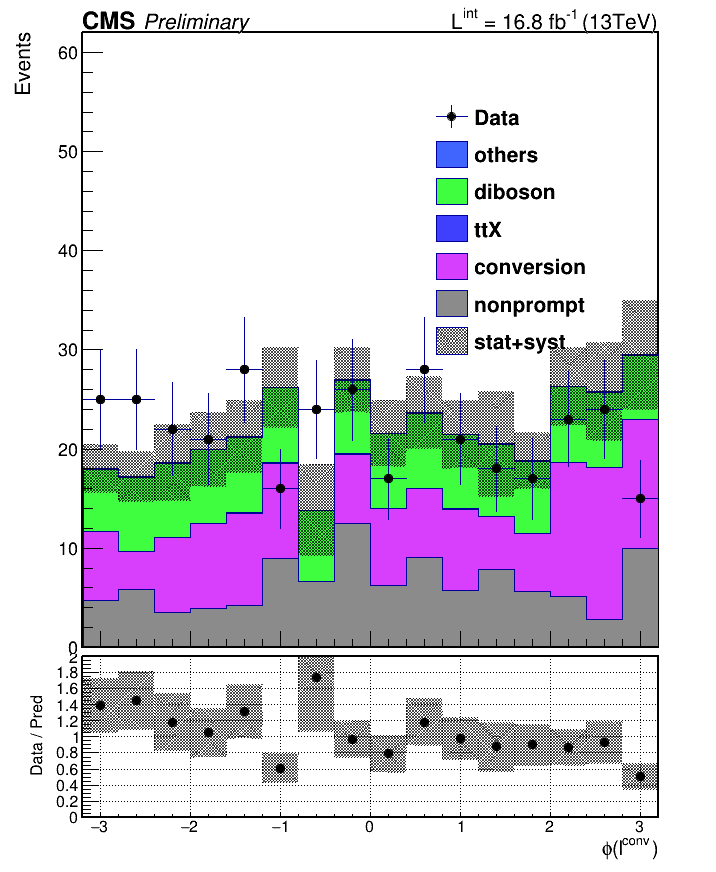 CMS Preliminary L^int = 16.8 fb^-1 (13TeV)
Events
60
50
40
30
20
10
0
Data
others
diboson
ttX
conversion
nonprompt
stat+syst
Data / Pred
2
1.8
1.6
1.4
1.2
1
0.8
0.6
0.4
0.2
0
−3 −2 −1 0 1 2 3
ϕ(l^conv)